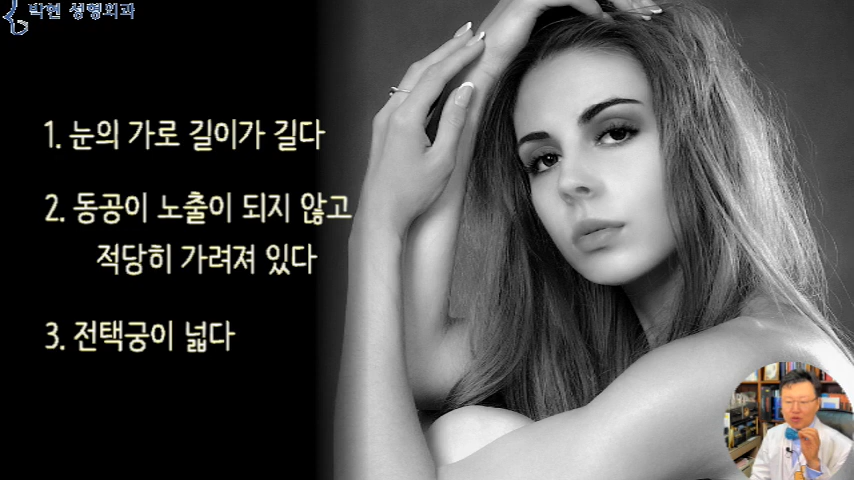 박현 성형외과
1. 눈의 가로 길이가 길다
2. 동공이 노출이 되지 않고
적당히 가려져 있다
3. 전택궁이 넓다